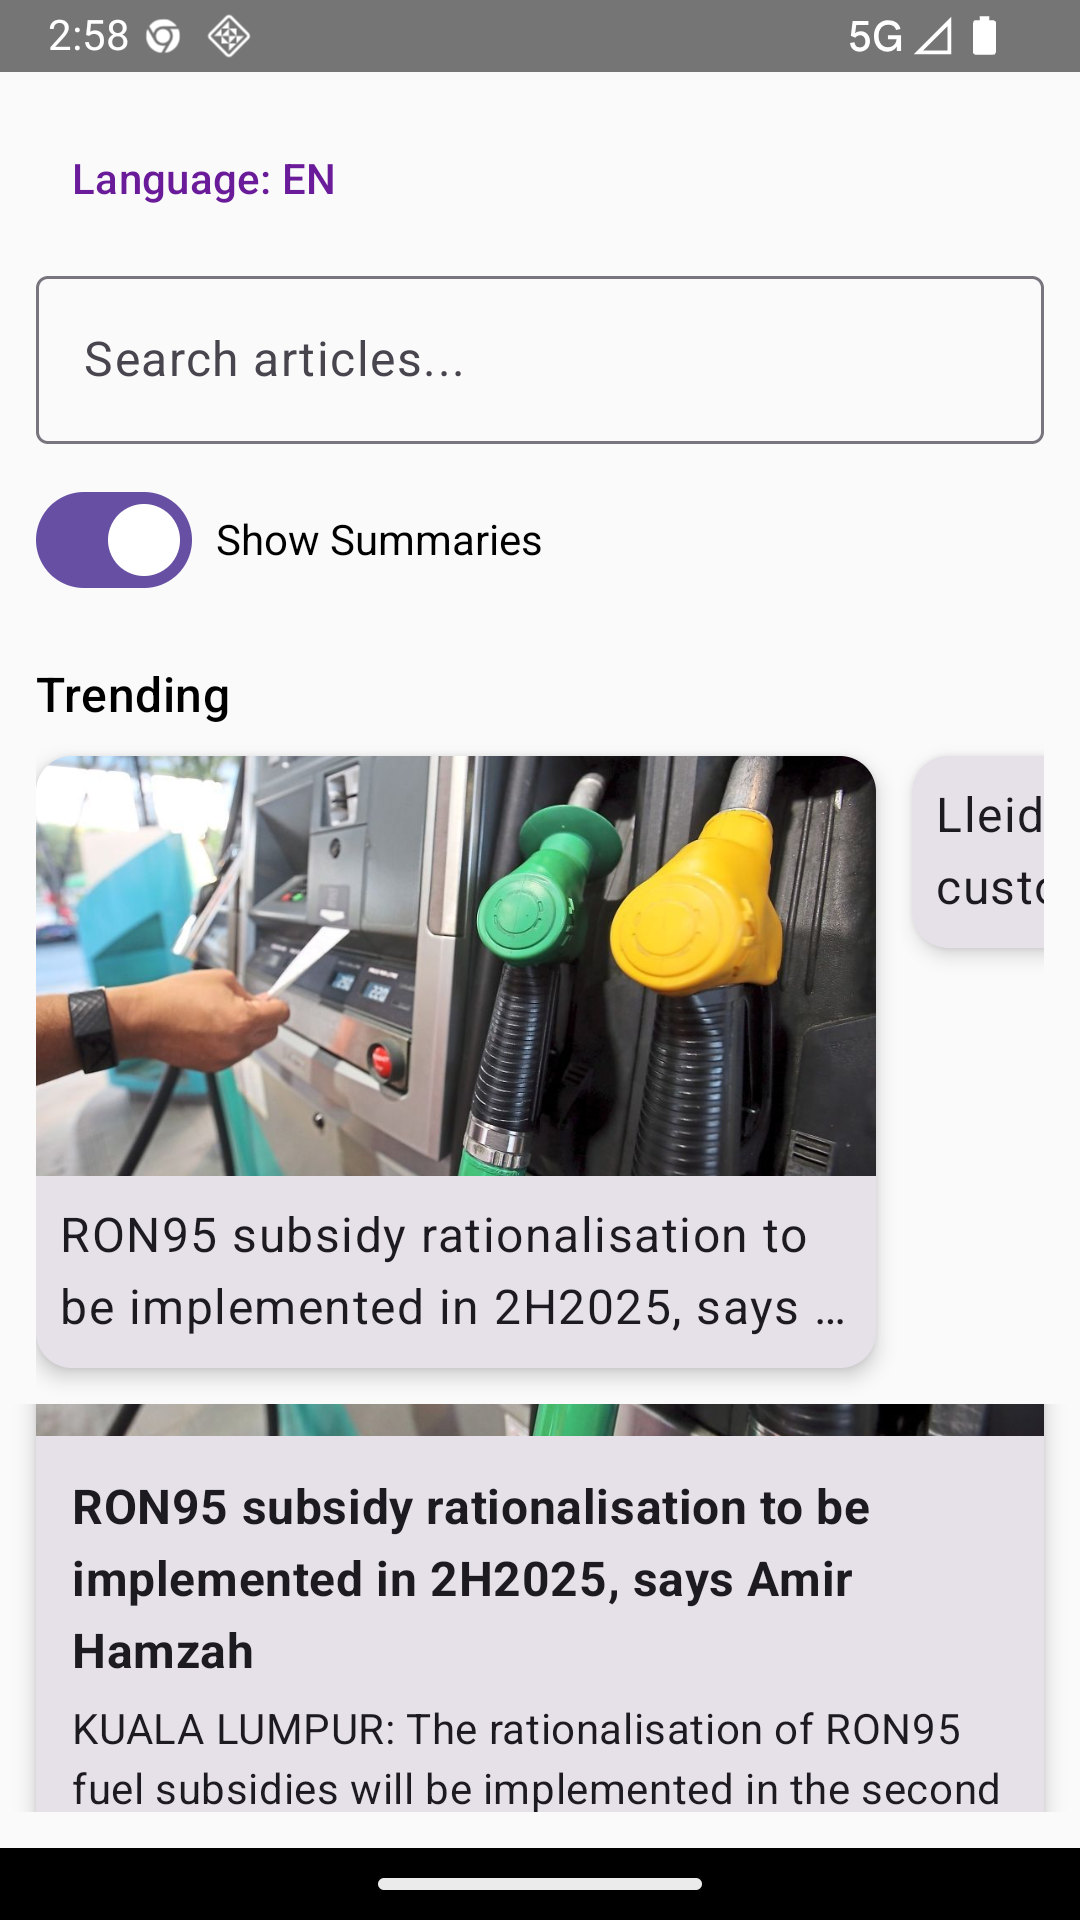 2:58
5G
Language: EN
Search articles...
Show Summaries
Trending
RON95 subsidy rationalisation to
be implemented in 2H2025, says ...
Lleid
custo
RON95 subsidy rationalisation to be
implemented in 2H2025, says Amir
Hamzah
KUALA LUMPUR: The rationalisation of RON95
fuel subsidies will be implemented in the second